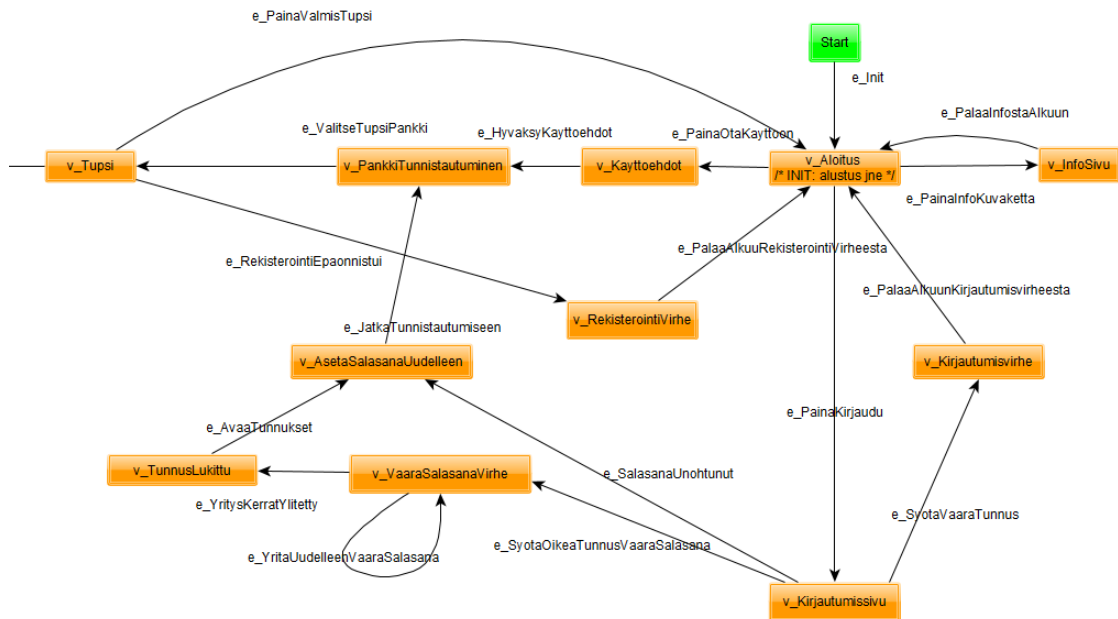 e_PainaValmisTupsi
Start
e_Init
e_PalaaInfostaAlkuun
e_ValitseTupsiPankki
e_HyvaksyKayttoehdot
e_PainaOtaKayttoon
v_Tupsi
v_PankkiTunnistautuminen
v_Kayttoehdot
v_Aloitus
/* INIT: alustus jne */
v_InfoSivu
e_PainaInfoKuvaketta
e_RekisterointiEpaonnistui
e_PalaaAlkuuRekisterointiVirheesta
e_PalaaAlkuunKirjautumisvirheesta
v_RekisterointiVirhe
e_JatkaTunnistautumiseen
v_AsetaSalasanaUudelleen
v_Kirjautumisvirhe
e_PainaKirjaudu
e_AvaaTunnukset
v_TunnusLukittu
v_VaaraSalasanaVirhe
e_SalasanaUnohtunut
e_YritysKerratYlitetty
e_SyotaVaaraTunnus
e_YritaUudelleenVaaraSalasana
e_SyotaOikeaTunnusVaaraSalasana
v_Kirjautumissivu